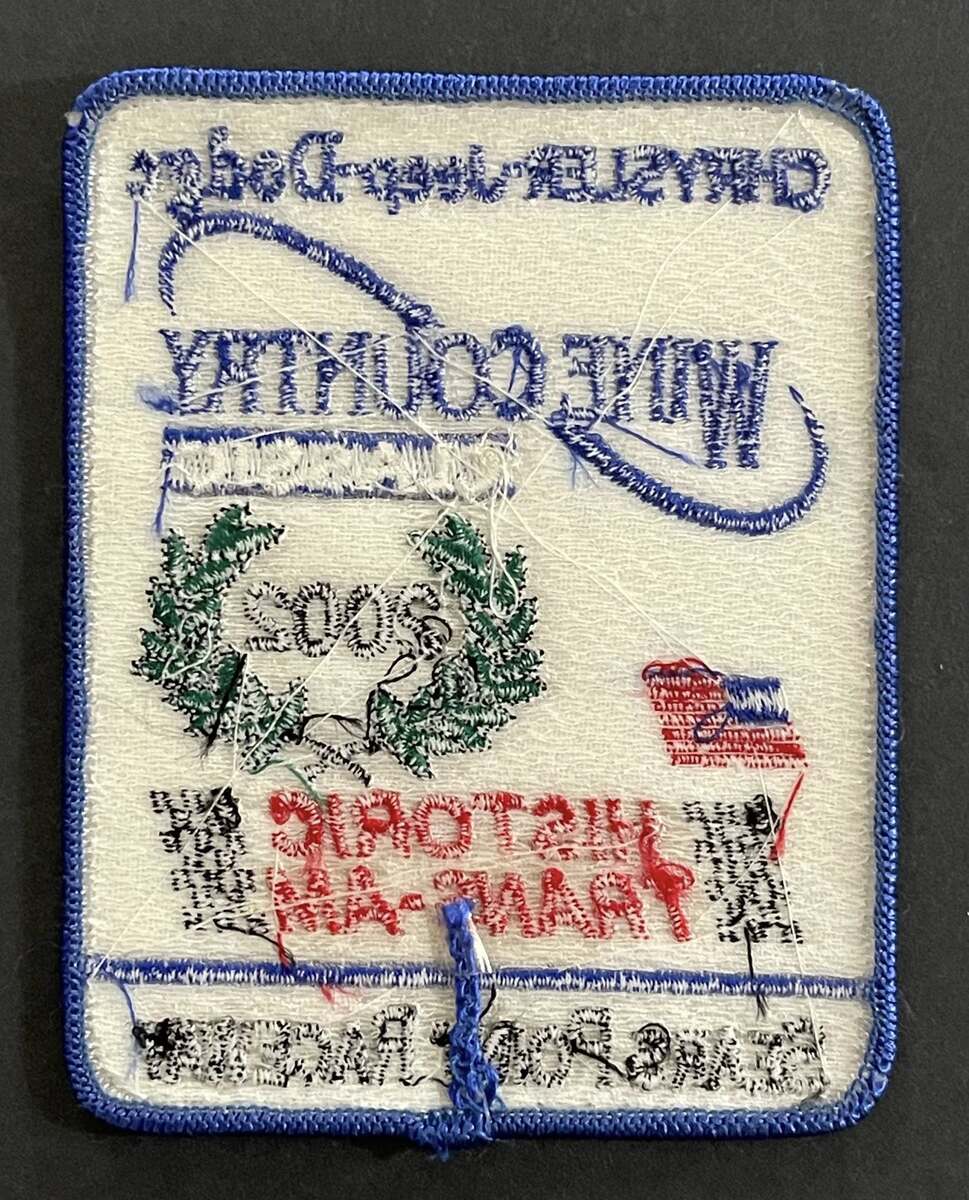 CHRYSLER-Jeep-Dodge
WINE COUNTRY
CLASSIC
2002
HISTORIC
TRANS-AM
SEARS POINT RACEWAY